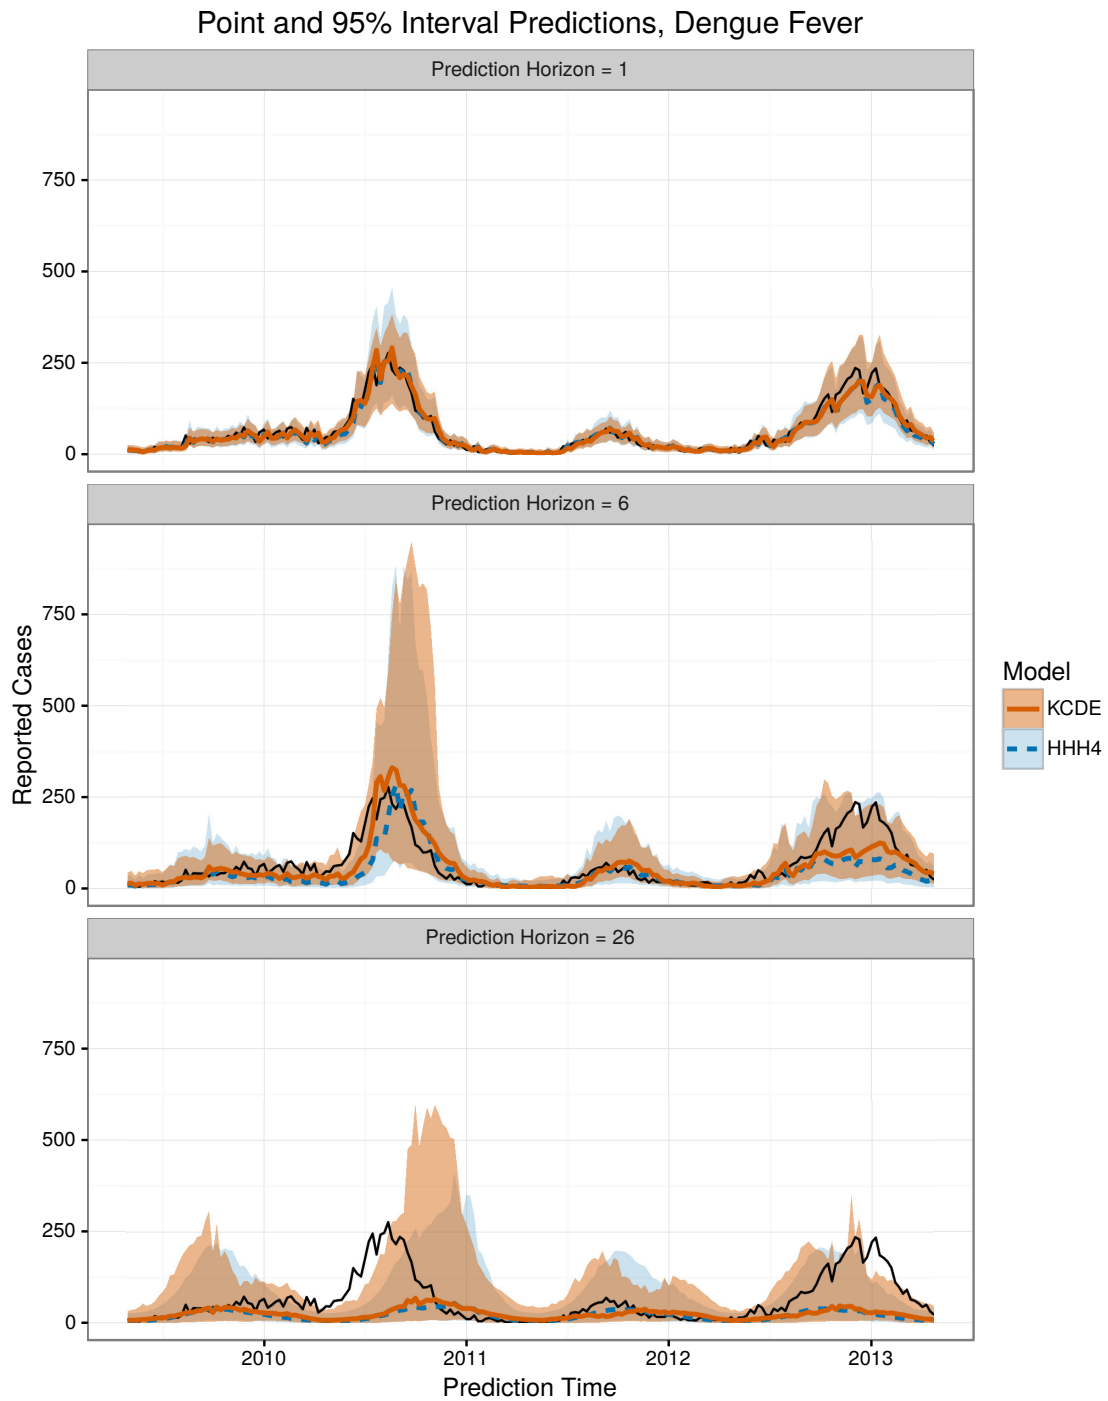 Point and 95% Interval Predictions, Dengue Fever
Prediction Horizon = 1
750
500
250
0
Prediction Horizon = 6
750
500
250
0
Reported Cases
Model
KCDE
HHH4
Prediction Horizon = 26
750
500
250
0
2010 2011 2012 2013
Prediction Time